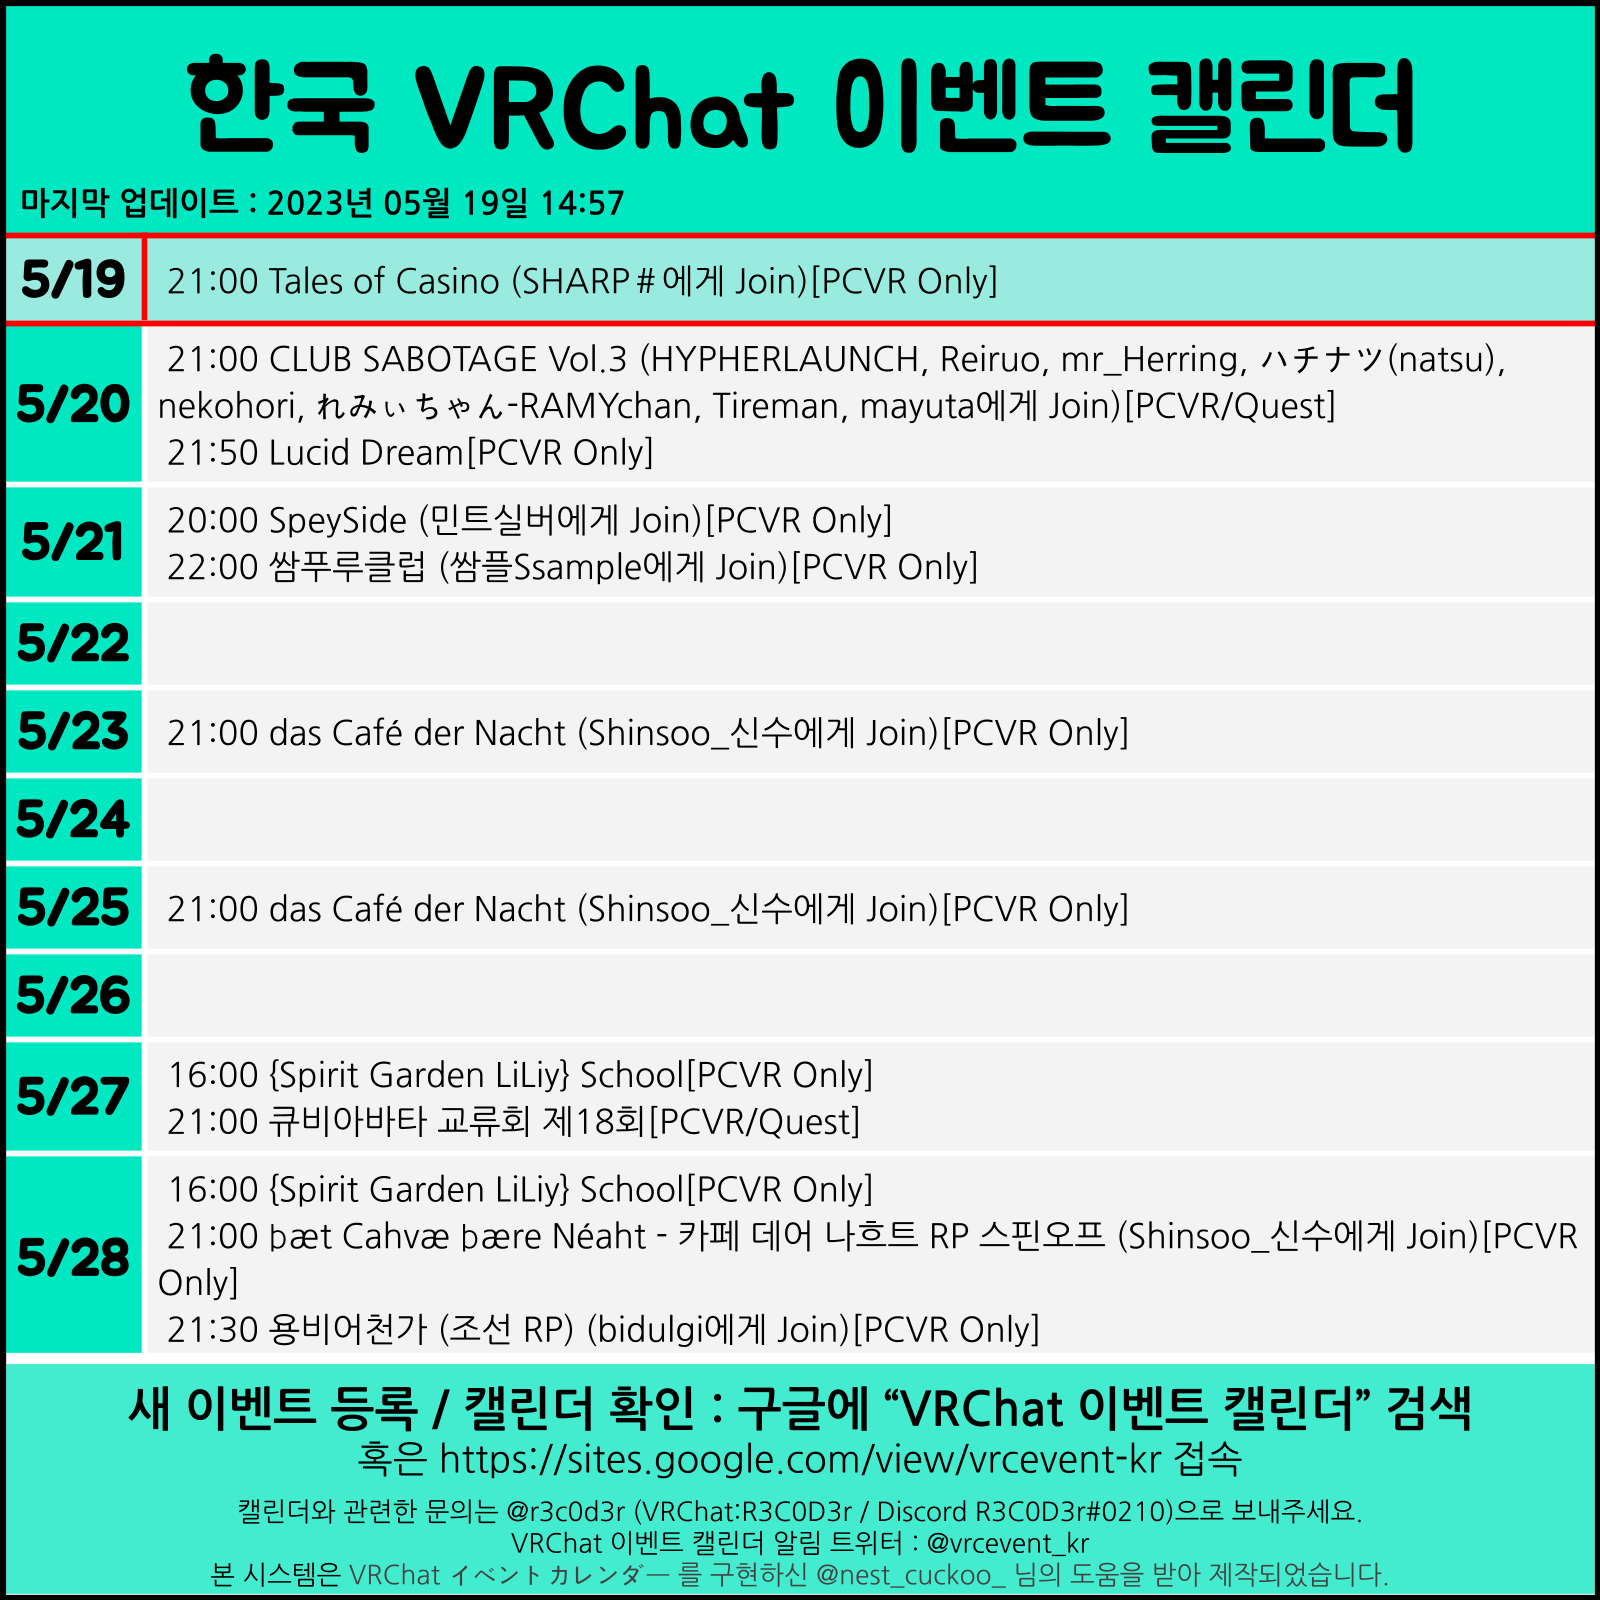 한국 VRChat 이벤트 캘린더
마지막 업데이트 : 2023년 05월 19일 14:57
5/19
21:00 Tales of Casino (SHARP＃에게 Join)[PCVR Only]
5/20
21:00 CLUB SABOTAGE Vol.3 (HYPHERLAUNCH, Reiruo, mr_Herring, ハチナツ(natsu),
nekohori, れみぃちゃん-RAMYchan, Tireman, mayuta에게 Join)[PCVR/Quest]
21:50 Lucid Dream[PCVR Only]
5/21
20:00 SpeySide (민트실버에게 Join)[PCVR Only]
22:00 쌈푸루클럽 (쌈플Ssample에게 Join)[PCVR Only]
5/22
5/23
21:00 das Café der Nacht (Shinsoo_신수에게 Join)[PCVR Only]
5/24
5/25
21:00 das Café der Nacht (Shinsoo_신수에게 Join)[PCVR Only]
5/26
5/27
16:00 {Spirit Garden LiLiy} School[PCVR Only]
21:00 큐비아바타 교류회 제18회[PCVR/Quest]
5/28
16:00 {Spirit Garden LiLiy} School[PCVR Only]
21:00 þæt Cahvæ þære Néaht - 카페 데어 나흐트 RP 스핀오프 (Shinsoo_신수에게 Join)[PCVR
Only]
21:30 용비어천가 (조선 RP) (bidulgi에게 Join)[PCVR Only]
새 이벤트 등록 / 캘린더 확인 : 구글에 “VRChat 이벤트 캘린더” 검색
혹은 https://sites.google.com/view/vrcevent-kr 접속
캘린더와 관련한 문의는 @r3c0d3r (VRChat:R3C0D3r / Discord R3C0D3r#0210)으로 보내주세요.
VRChat 이벤트 캘린더 알림 트위터 : @vrcevent_kr
본 시스템은 VRChat イベントカレンダー 를 구현하신 @nest_cuckoo_ 님의 도움을 받아 제작되었습니다.